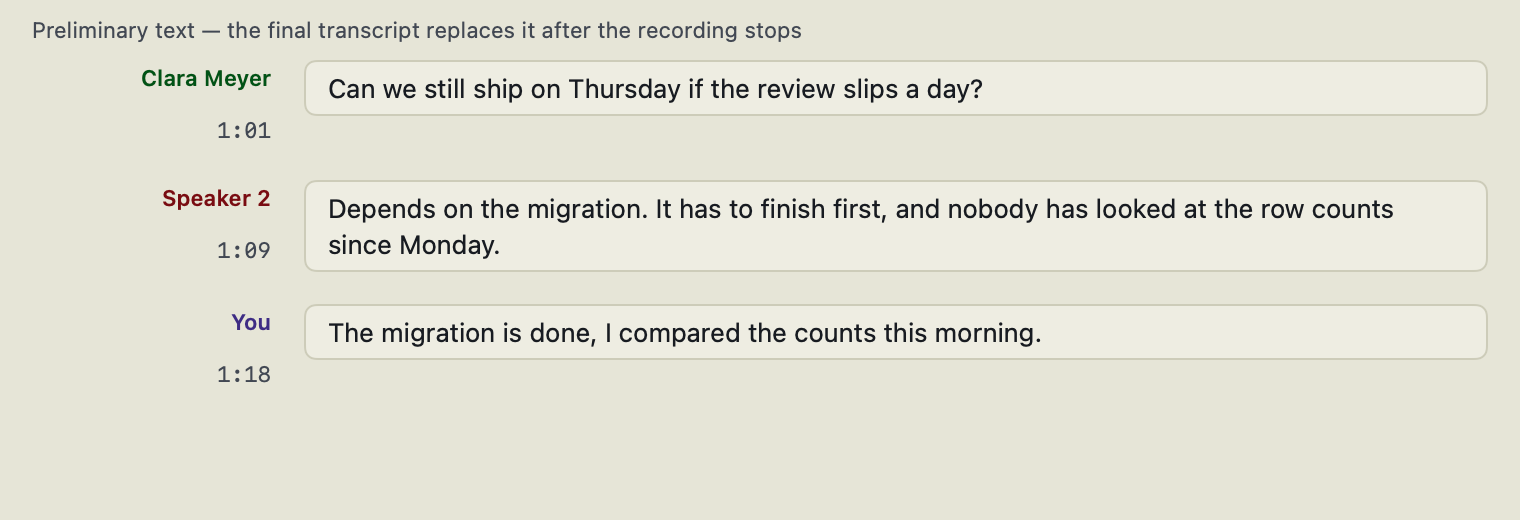 Preliminary text — the final transcript replaces it after the recording stops
Clara Meyer
Can we still ship on Thursday if the review slips a day?
1:01
Speaker 2
Depends on the migration. It has to finish first, and nobody has looked at the row counts
since Monday.
1:09
You
The migration is done, I compared the counts this morning.
1:18